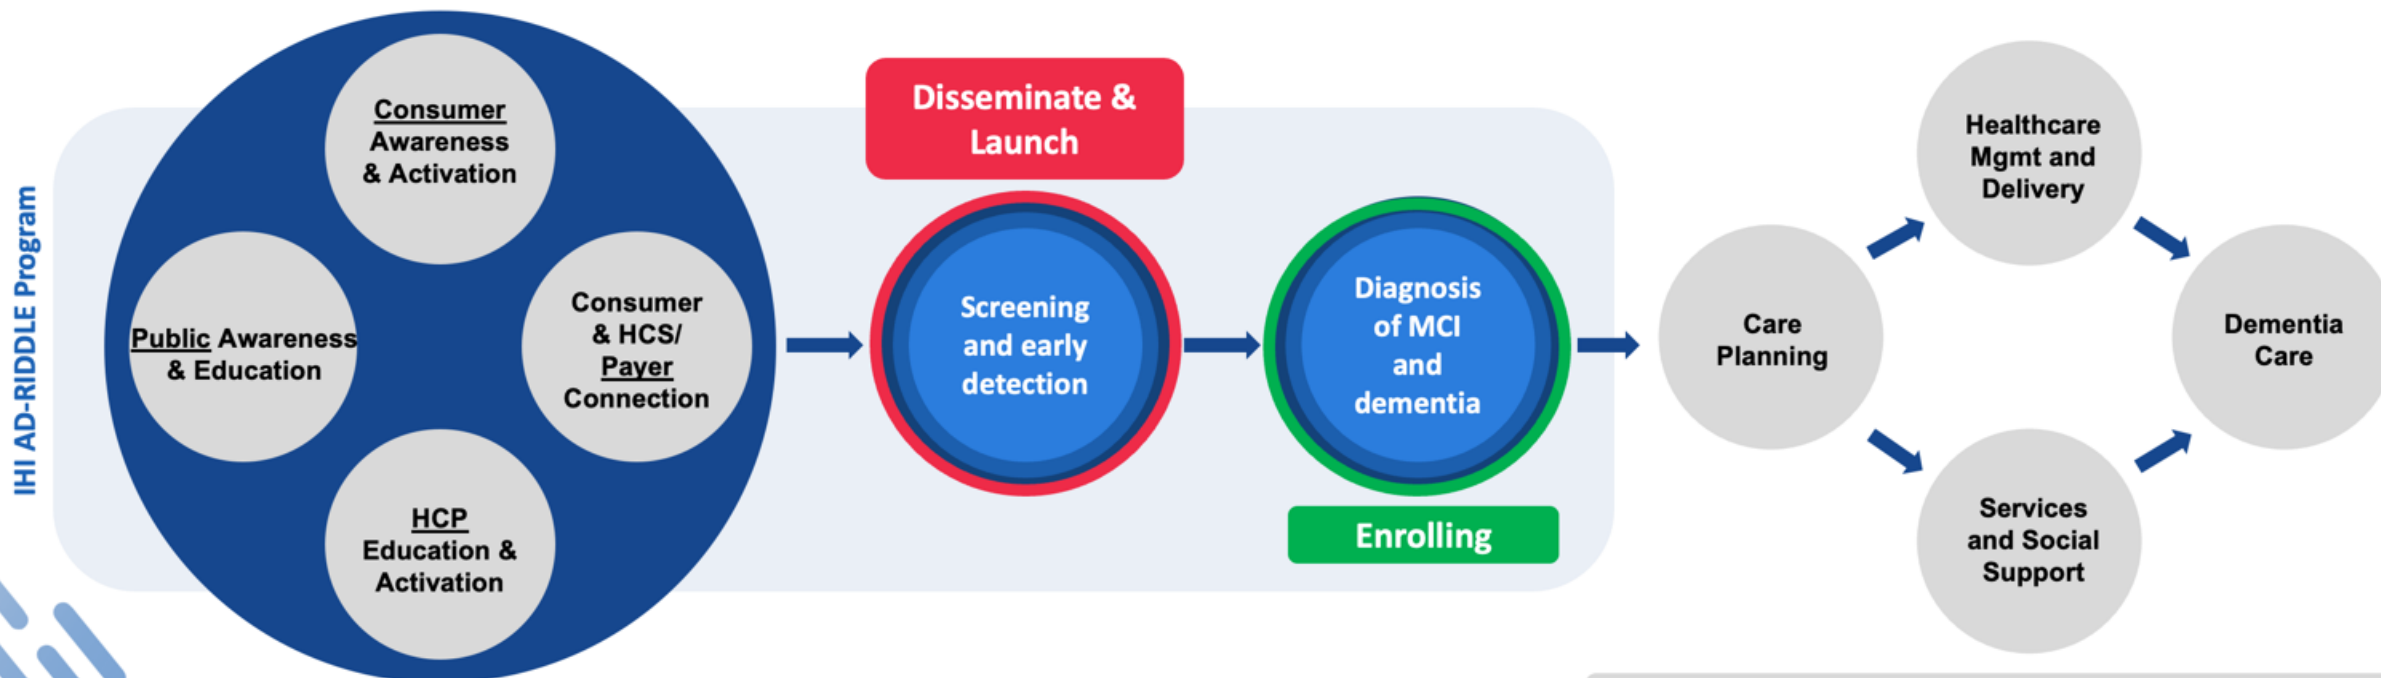 IHI AD-RIDDLE Program
Consumer
Awareness
& Activation
Public Awareness
& Education
Consumer
& HCS/
Payer
Connection
HCP
Education &
Activation
Disseminate &
Launch
Screening
and early
detection
Diagnosis
of MCI
and
dementia
Enrolling
Care
Planning
Healthcare
Mgmt and
Delivery
Services
and Social
Support
Dementia
Care